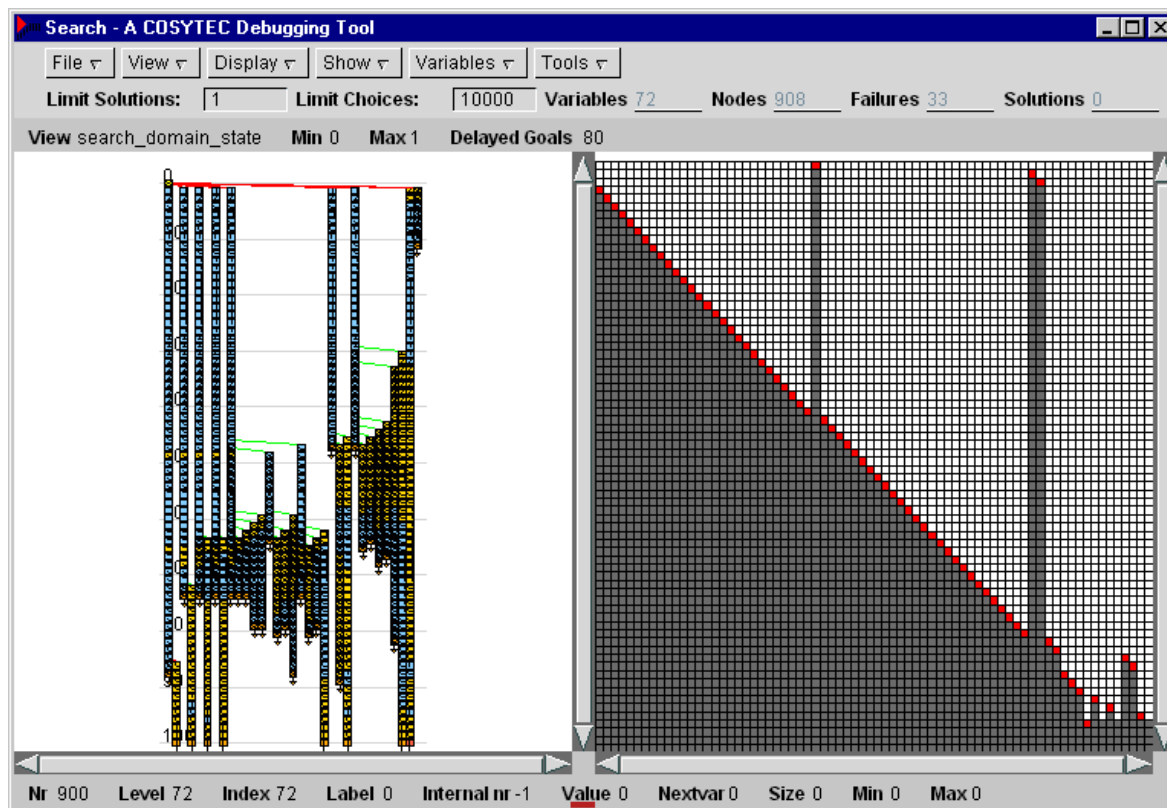 Search - A COSYTEC Debugging Tool
File View Display Show Variables Tools
Limit Solutions: 1 Limit Choices: 10000 Variables 72 Nodes 908 Failures 33 Solutions 0
View search_domain_state Min 0 Max 1 Delayed Goals 80
Nr 900 Level 72 Index 72 Label 0 Internal nr -1 Value 0 Nextvar 0 Size 0 Min 0 Max 0